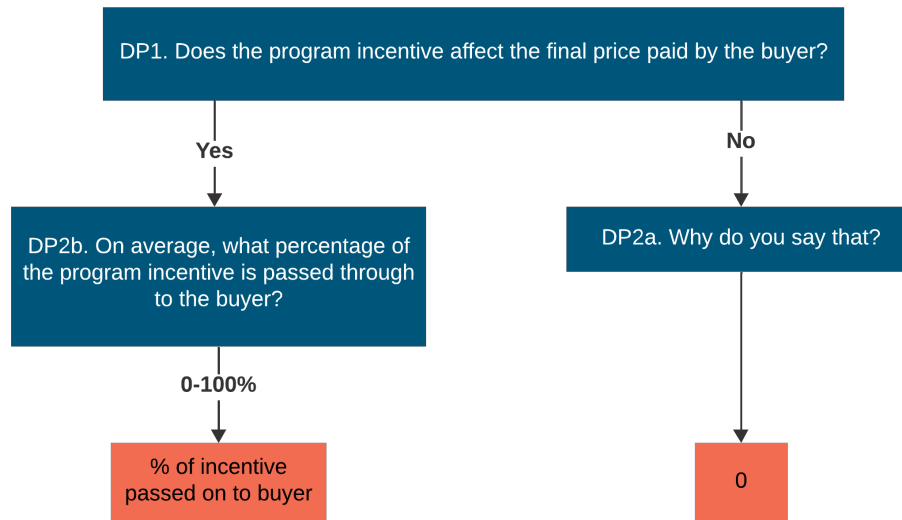 DP1. Does the program incentive affect the final price paid by the buyer?
Yes
No
DP2b. On average, what percentage of
the program incentive is passed through
to the buyer?
DP2a. Why do you say that?
0-100%
% of incentive
passed on to buyer
0